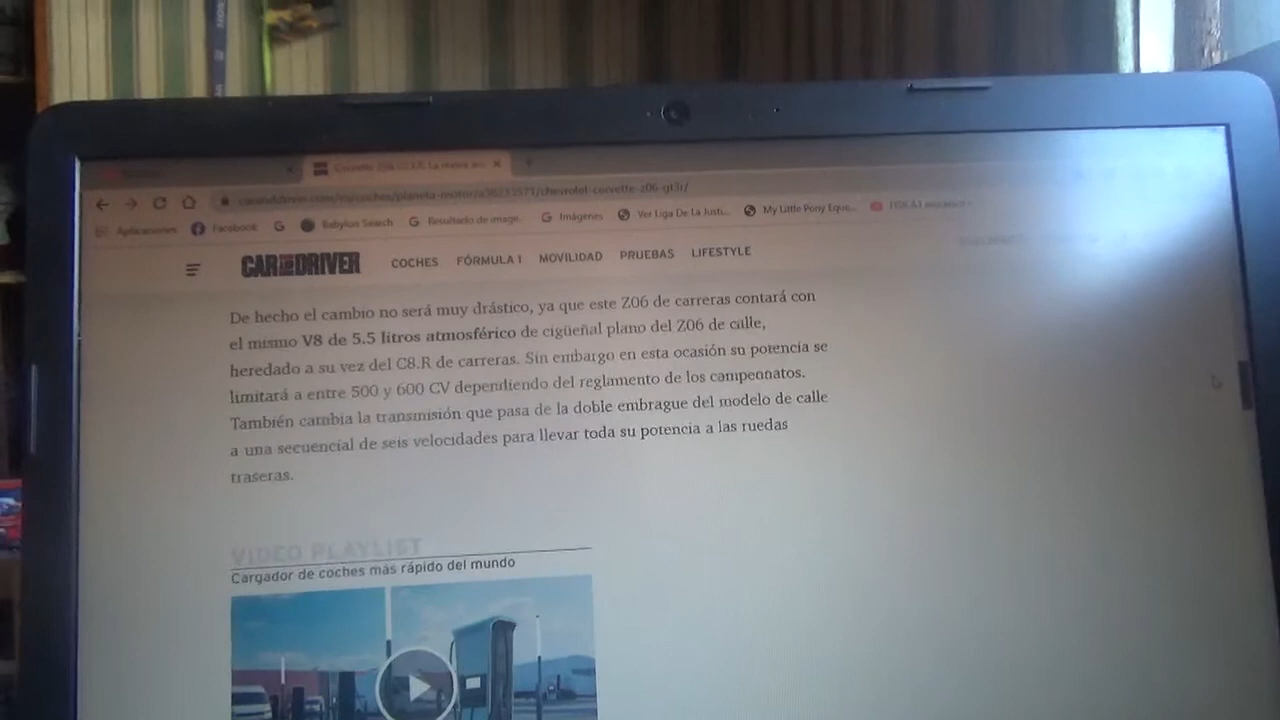 Aplicaciones Facebook Babylon Search Resultado de image... Imágenes Ver Liga De La Justi... My Little Pony Eque...
CAR AND DRIVER COCHES FÓRMULA 1 MOVILIDAD PRUEBAS LIFESTYLE
De hecho el cambio no será muy drástico, ya que este Z06 de carreras contará con
el mismo V8 de 5.5 litros atmosférico de cigüeñal plano del Z06 de calle,
heredado a su vez del C8.R de carreras. Sin embargo en esta ocasión su potencia se
limitará a entre 500 y 600 CV dependiendo del reglamento de los campeonatos.
También cambia la transmisión que pasa de la doble embrague del modelo de calle
a una secuencial de seis velocidades para llevar toda su potencia a las ruedas
traseras.
VIDEO PLAYLIST
Cargador de coches más rápido del mundo